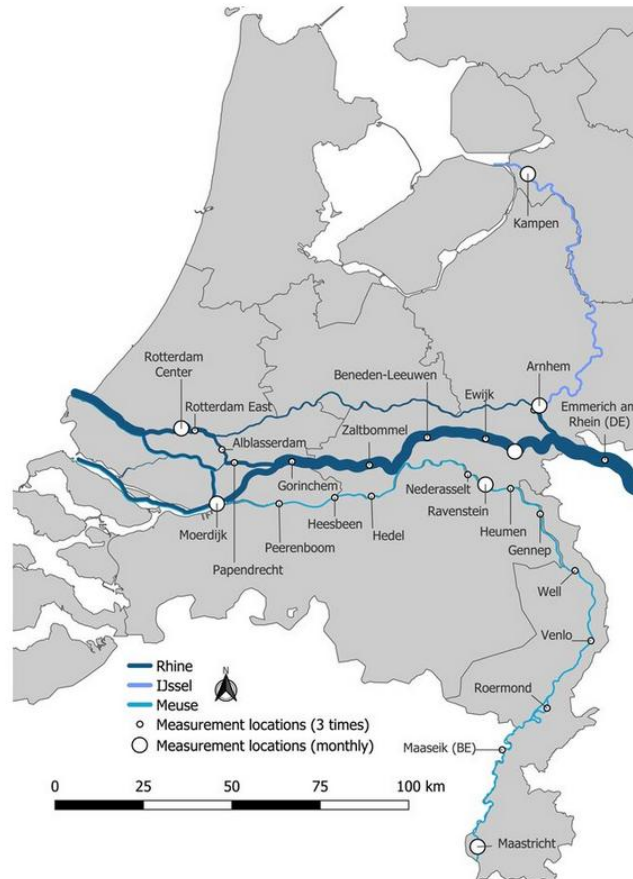 Kampen
Rotterdam
Center
Beneden-Leeuwen
Arnhem
Rotterdam East
Ewijk
Emmerich am
Rhein (DE)
Alblasserdam
Zaltbommel
Gorinchem
Nederasselt
Ravenstein
Moerdijk
Heesbeen
Hedel
Heumen
Peerenboom
Gennep
Papendrecht
Well
Venlo
Rhine
IJssel
N
Meuse
Roermond
Measurement locations (3 times)
Measurement locations (monthly)
Maaseik (BE)
0
25
50
75
100 km
Maastricht